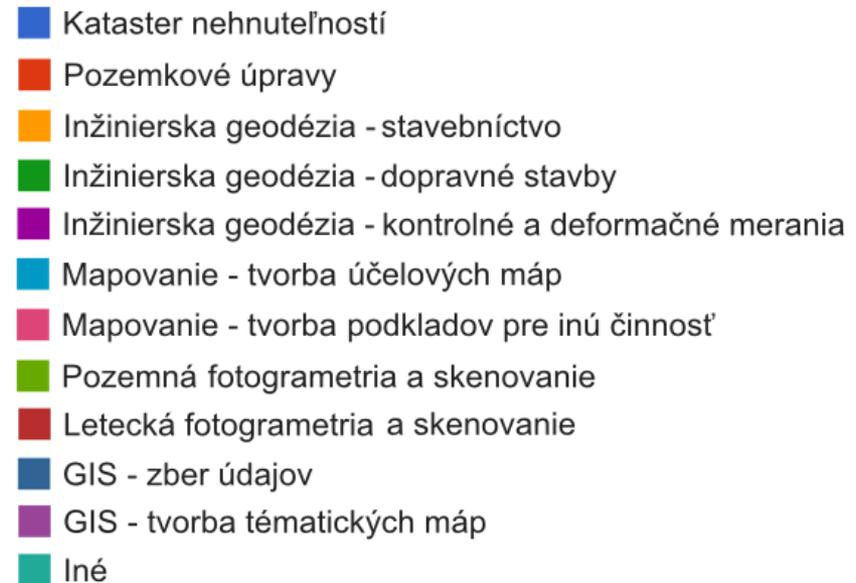 Kataster nehnuteľností
Pozemkové úpravy
Inžinierska geodézia - stavebníctvo
Inžinierska geodézia - dopravné stavby
Inžinierska geodézia - kontrolné a deformačné merania
Mapovanie - tvorba účelových máp
Mapovanie - tvorba podkladov pre inú činnosť
Pozemná fotogrametria a skenovanie
Letecká fotogrametria a skenovanie
GIS - zber údajov
GIS - tvorba tématických máp
Iné